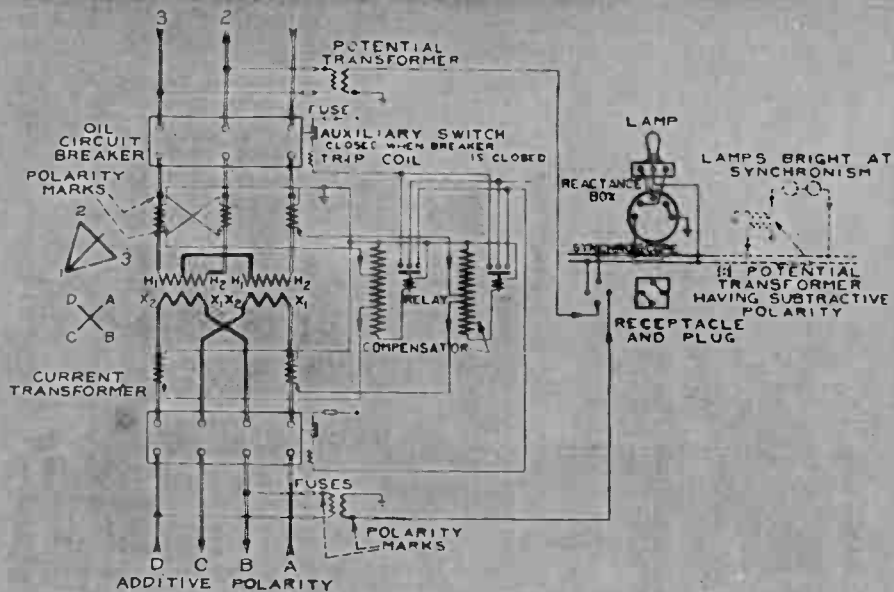 3 2
POTENTIAL
TRANSFORMER
FUSE
OIL
CIRCUIT
BREAKER
AUXILIARY SWITCH
CLOSED WHEN BREAKER
IS CLOSED
TRIP COIL
POLARITY
MARKS
LAMP
LAMPS BRIGHT AT
SYNCHRONISM
REACTANCE
BOX
2
1 3
H1 H2 H1 H2
X2 X1 X2 X1
D A
C B
RELAY
COMPENSATOR
1:1 POTENTIAL
TRANSFORMER
HAVING SUBTRACTIVE
POLARITY
RECEPTACLE
AND PLUG
CURRENT
TRANSFORMER
FUSES
POLARITY
MARKS
D C B A
ADDITIVE POLARITY